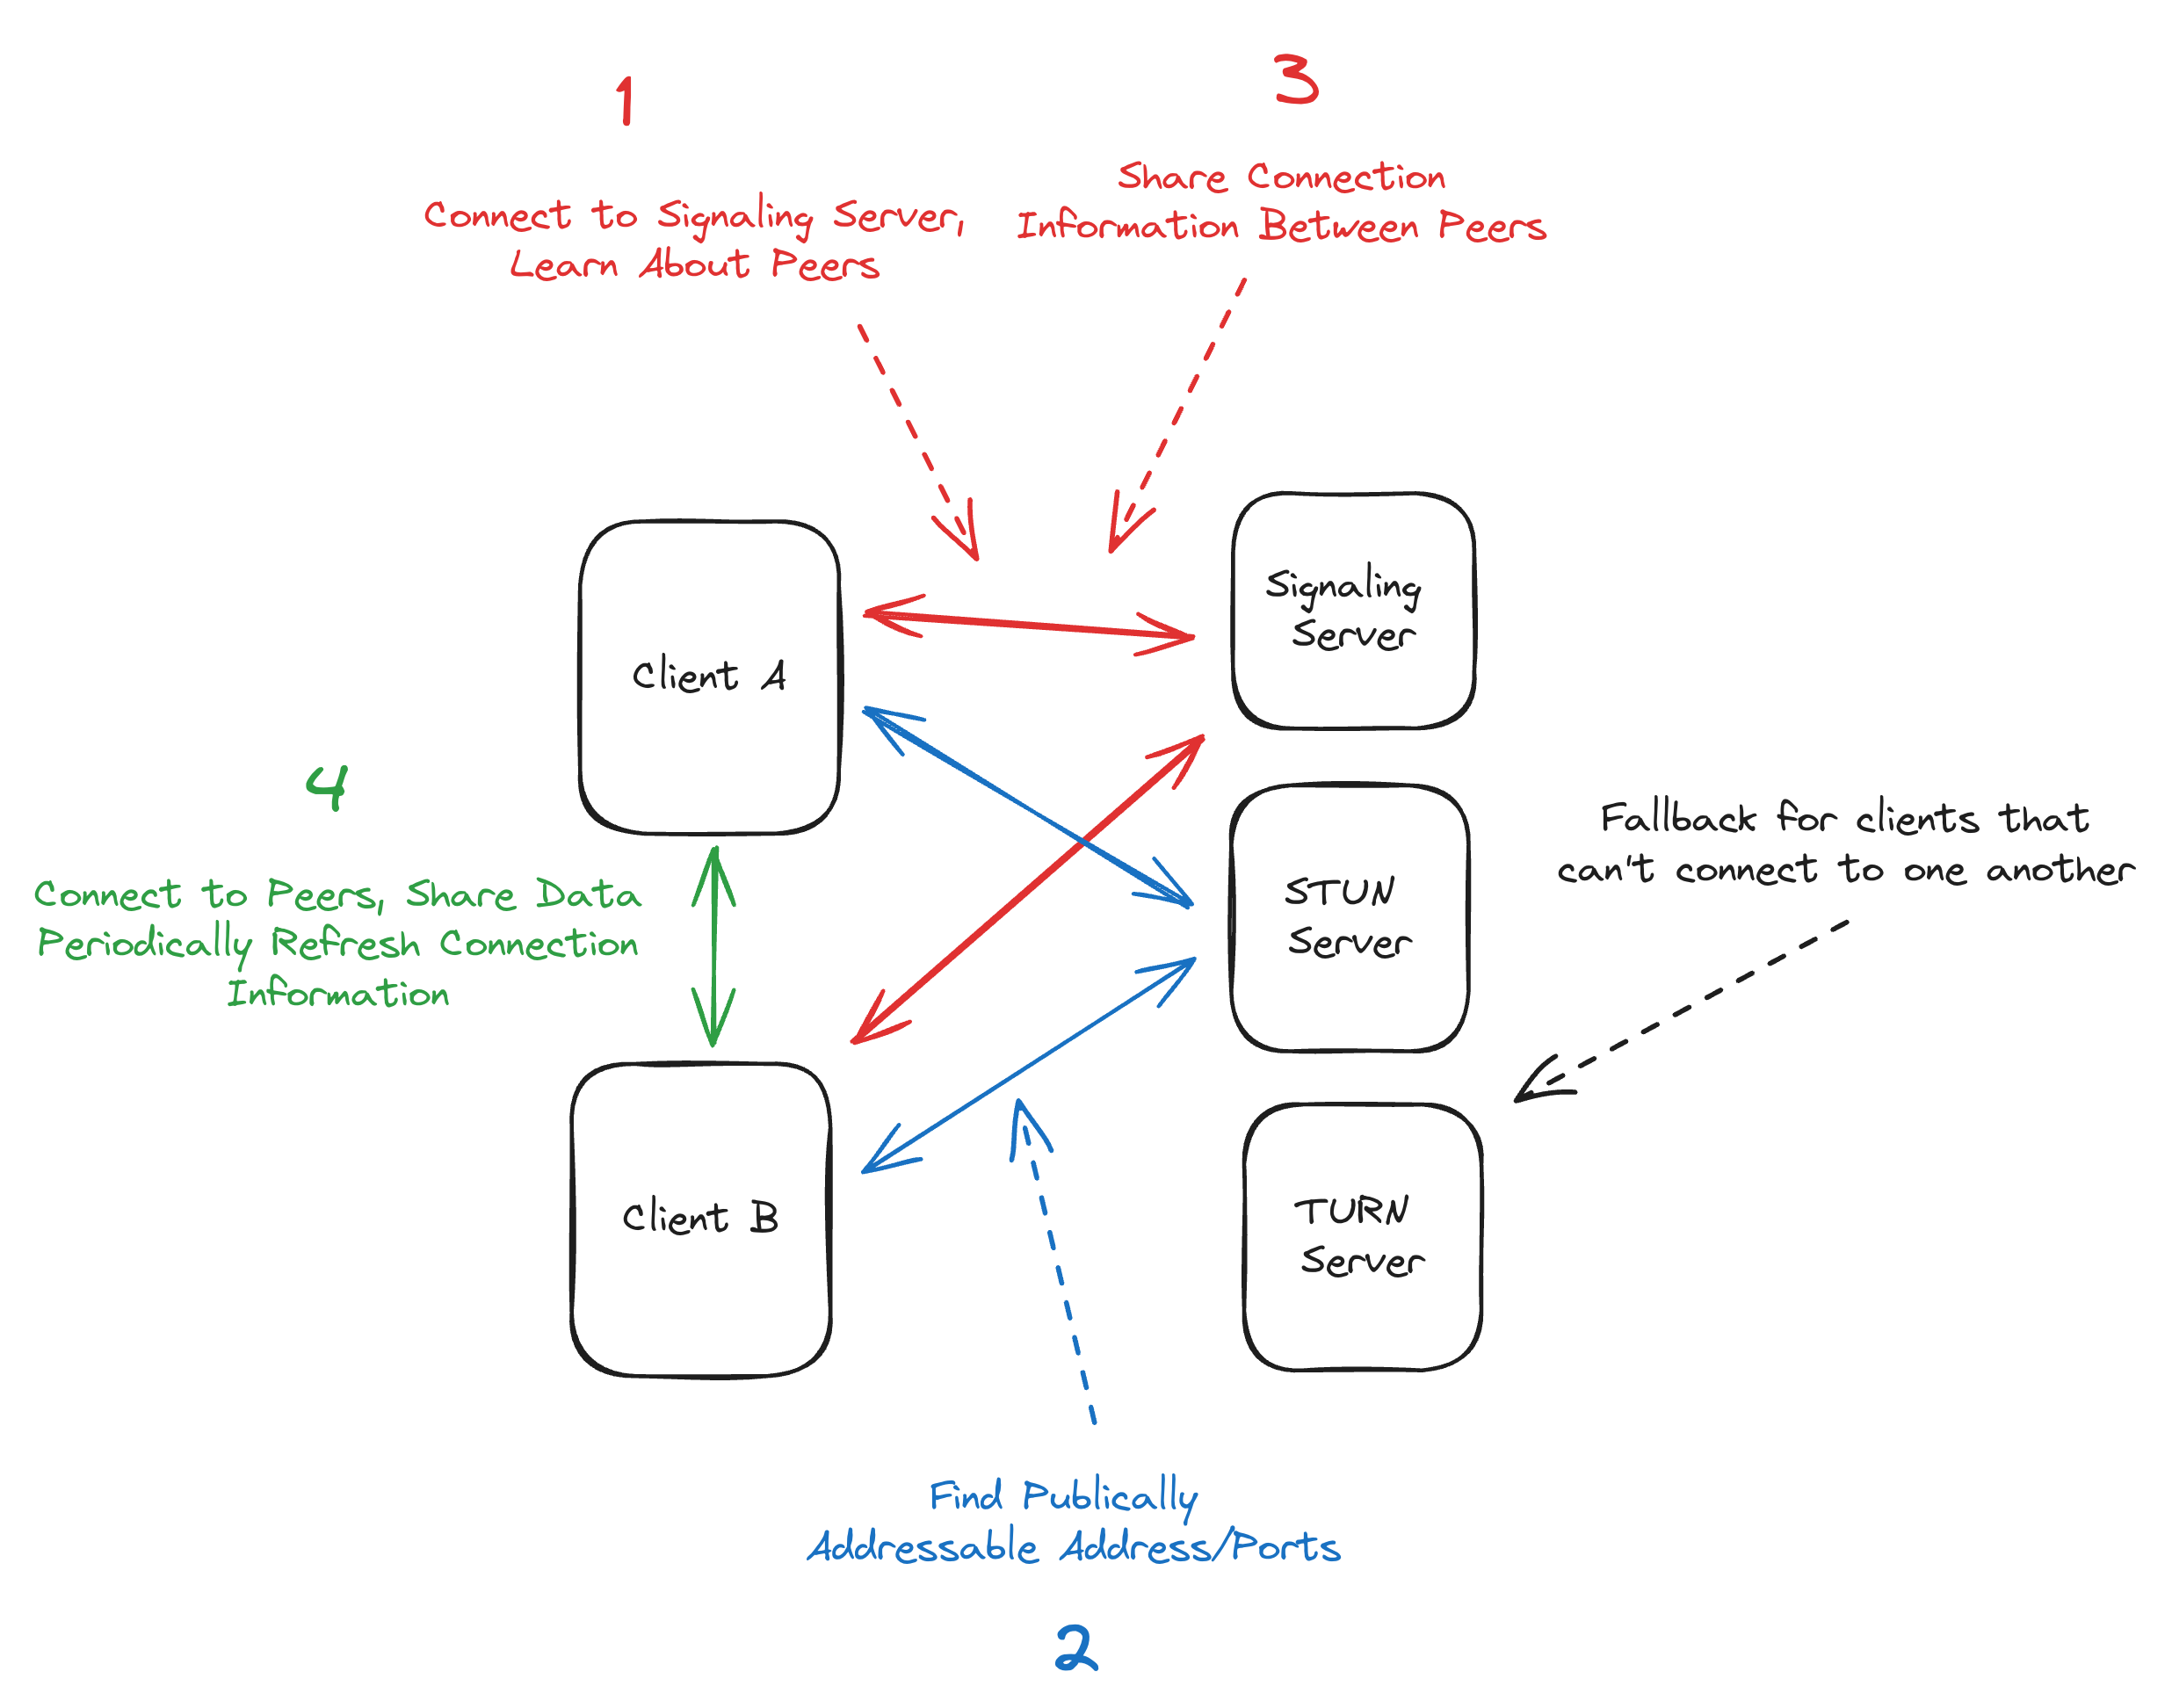 1
Connect to Signaling Server,
Learn About Peers
3
Share Connection
Information Between Peers
Client A
Signaling
Server
4
Connect to Peers, Share Data
Periodically Refresh Connection
Information
STUN
Server
Fallback for clients that
can't connect to one another
Client B
TURN
Server
Find Publically
Addressable Address/Ports
2